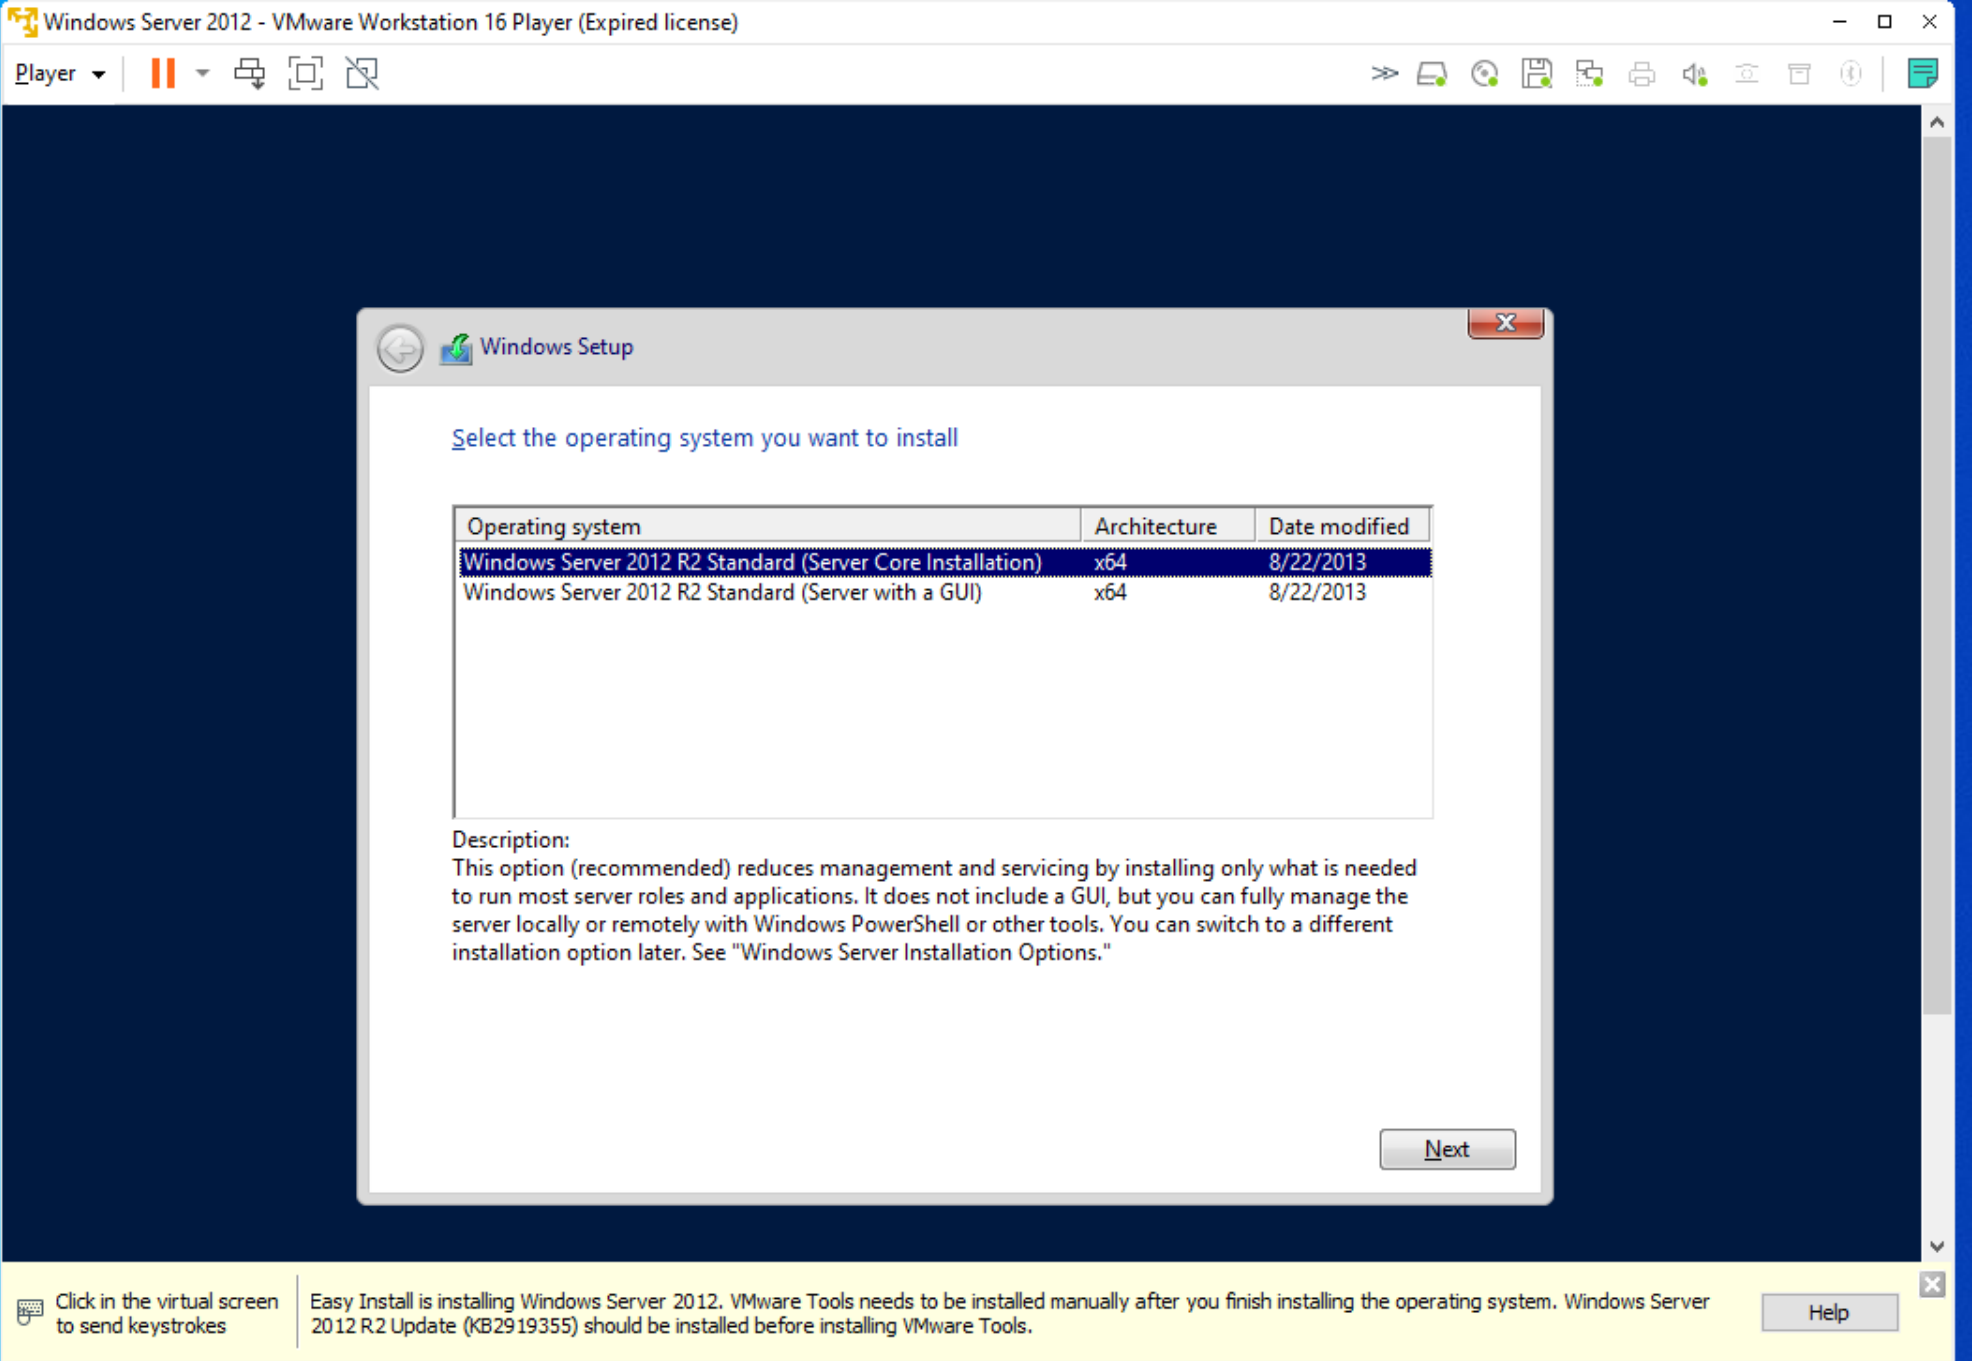 Windows Server 2012 - VMware Workstation 16 Player (Expired license)
Player
Windows Setup
Select the operating system you want to install
Operating system Architecture Date modified
Windows Server 2012 R2 Standard (Server Core Installation) x64 8/22/2013
Windows Server 2012 R2 Standard (Server with a GUI) x64 8/22/2013
Description:
This option (recommended) reduces management and servicing by installing only what is needed
to run most server roles and applications. It does not include a GUI, but you can fully manage the
server locally or remotely with Windows PowerShell or other tools. You can switch to a different
installation option later. See "Windows Server Installation Options."
Next
Click in the virtual screen
to send keystrokes
Easy Install is installing Windows Server 2012. VMware Tools needs to be installed manually after you finish installing the operating system. Windows Server
2012 R2 Update (KB2919355) should be installed before installing VMware Tools.
Help